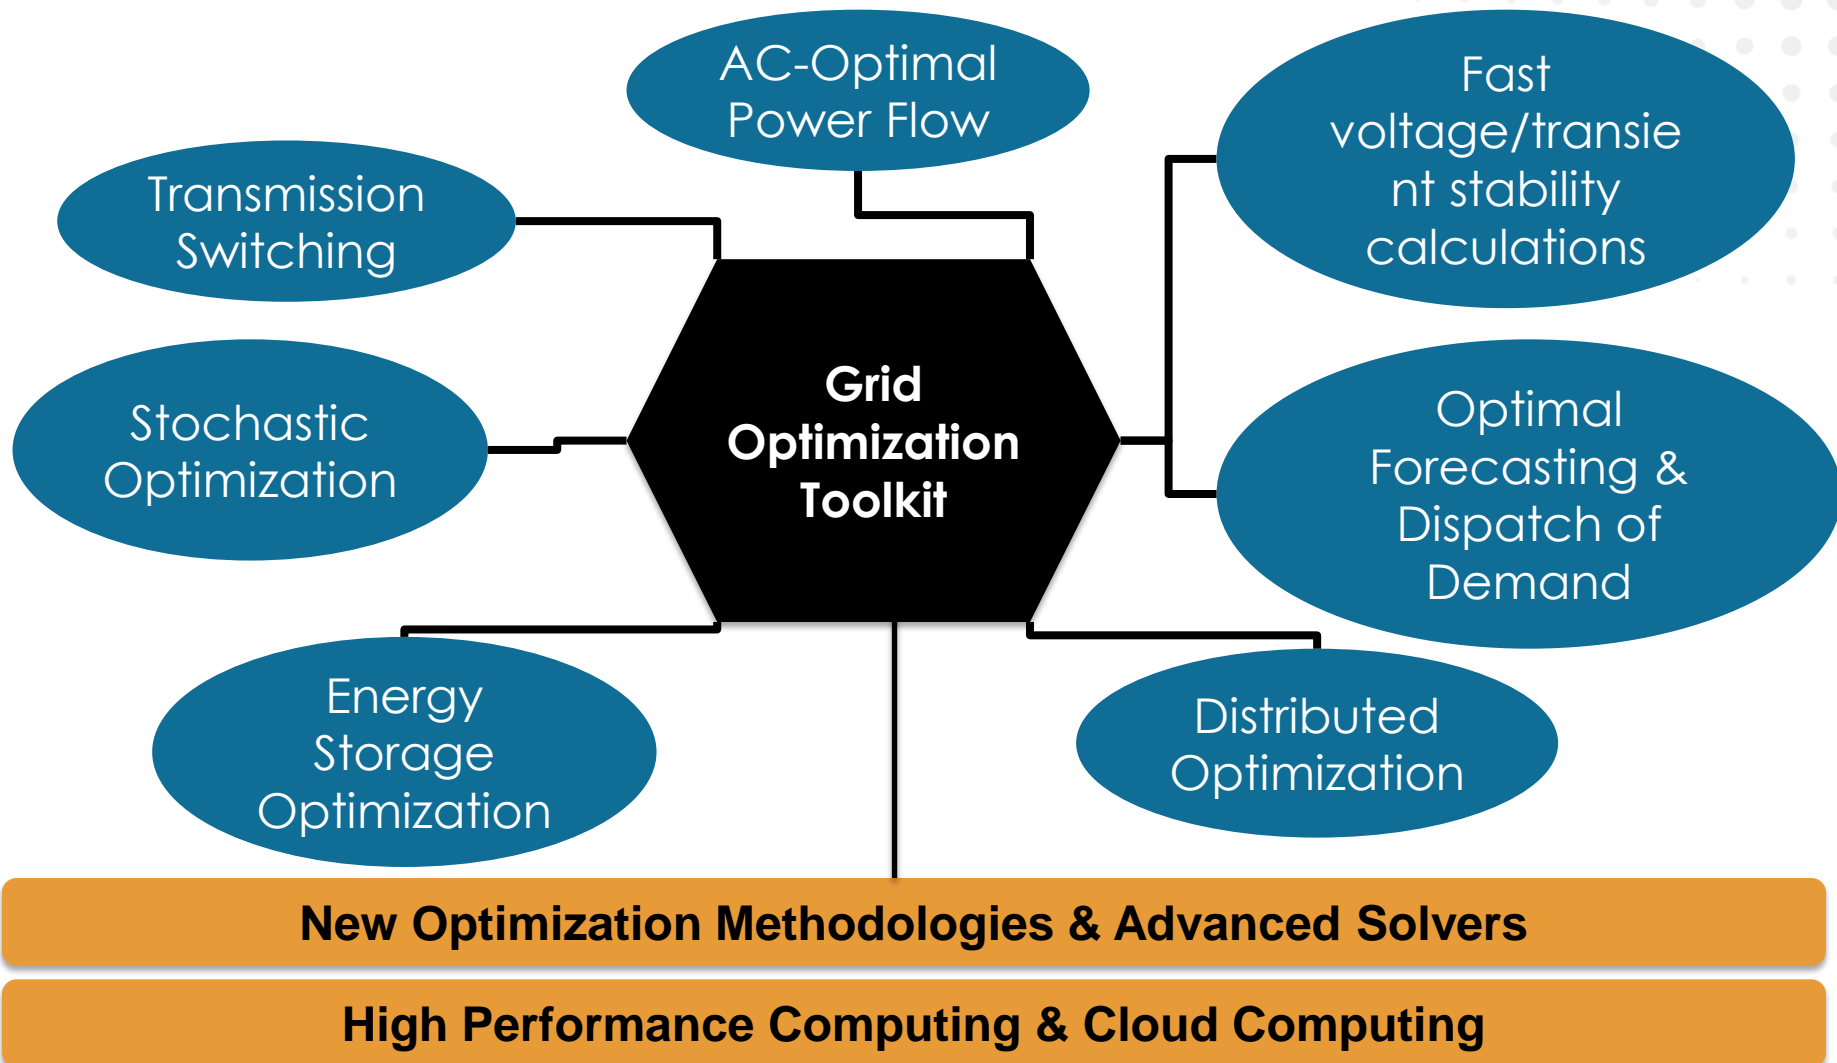 AC-Optimal
Power Flow
Fast
voltage/transie
nt stability
calculations
Transmission
Switching
Stochastic
Optimization
Grid
Optimization
Toolkit
Optimal
Forecasting &
Dispatch of
Demand
Energy
Storage
Optimization
Distributed
Optimization
New Optimization Methodologies & Advanced Solvers
High Performance Computing & Cloud Computing